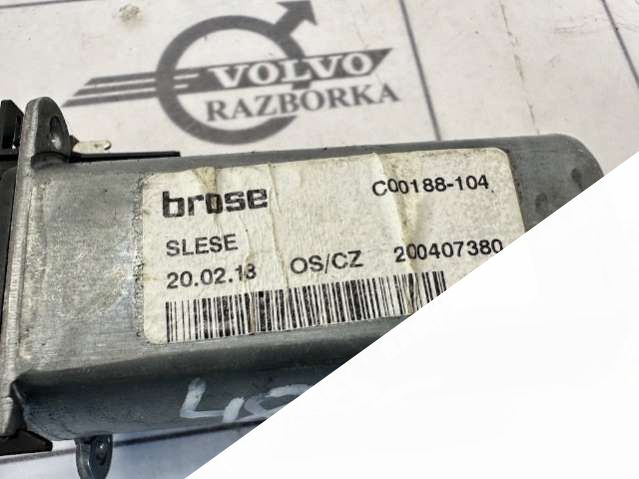 VOLVO
RAZBORKA
brose
C00188-104
SLESE
20.02.13 OS/CZ 200407380